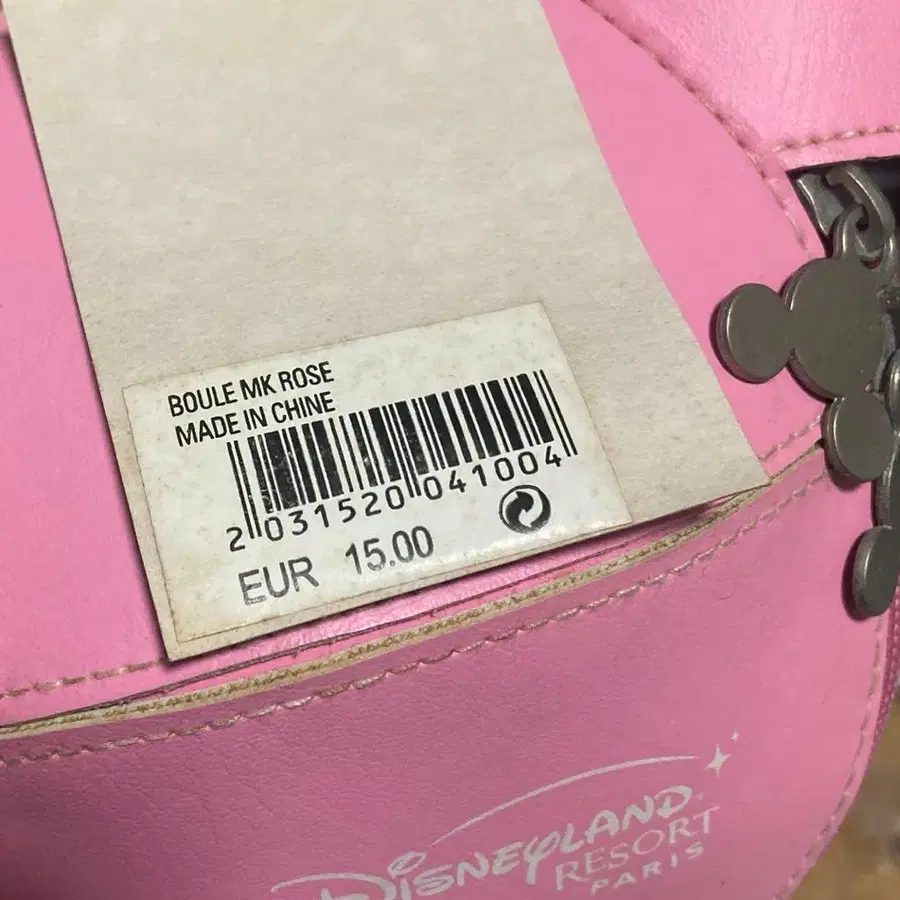 BOULE MK ROSE
MADE IN CHINE
2 031520 041004
EUR 15.00
DISNEYLAND
RESORT
PARIS